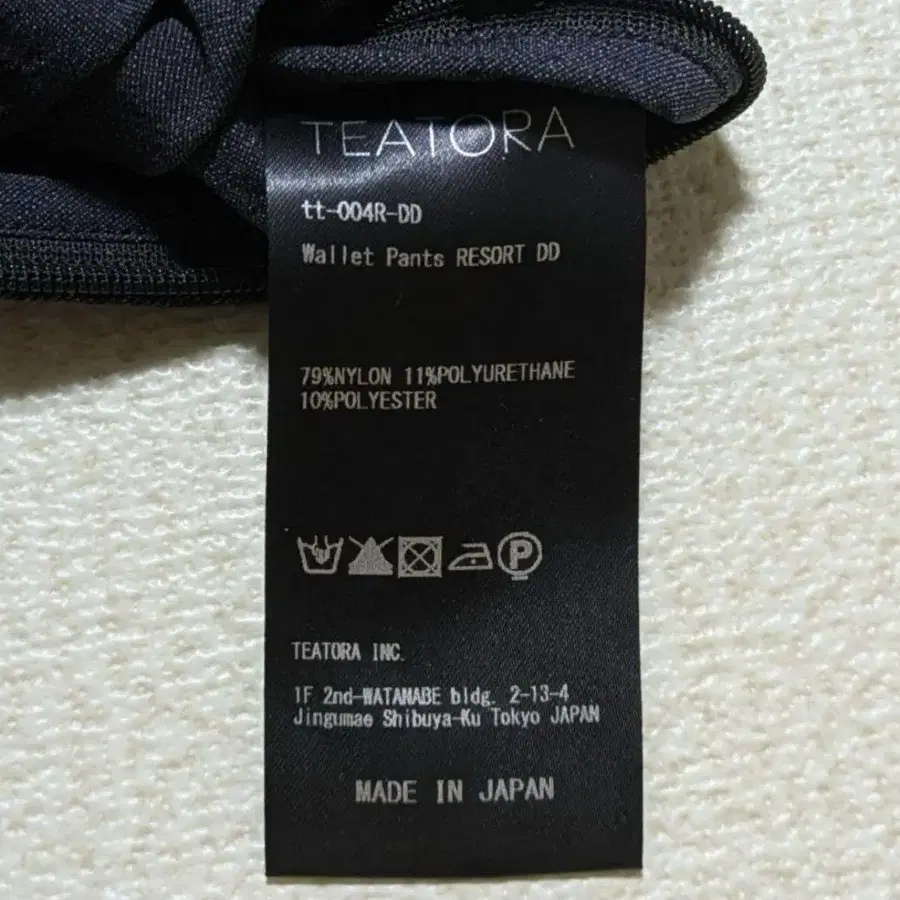 TEATORA
tt-004R-DD
Wallet Pants RESORT DD
79%NYLON 11%POLYURETHANE
10%POLYESTER
P
TEATORA INC.
1F 2nd-WATANABE bldg. 2-13-4
Jingumae Shibuya-Ku Tokyo JAPAN
MADE IN JAPAN